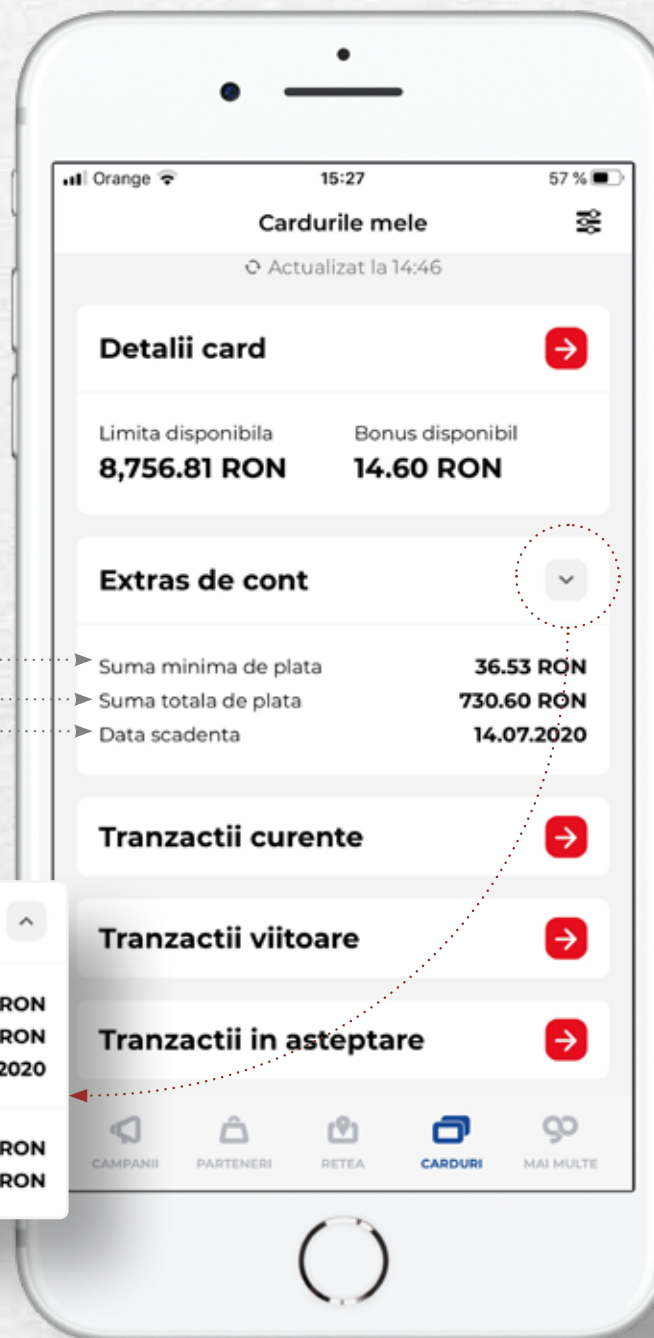 Orange 15:27 57 %
Cardurile mele
Actualizat la 14:46
Detalii card
Limita disponibila Bonus disponibil
8,756.81 RON 14.60 RON
Extras de cont
Suma minima de plata 36.53 RON
Suma totala de plata 730.60 RON
Data scadenta 14.07.2020
Tranzactii curente
Tranzactii viitoare
RON
RON
2020
Tranzactii in asteptare
RON
RON
CAMPANII PARTENERI RETEA CARDURI MAI MULTE